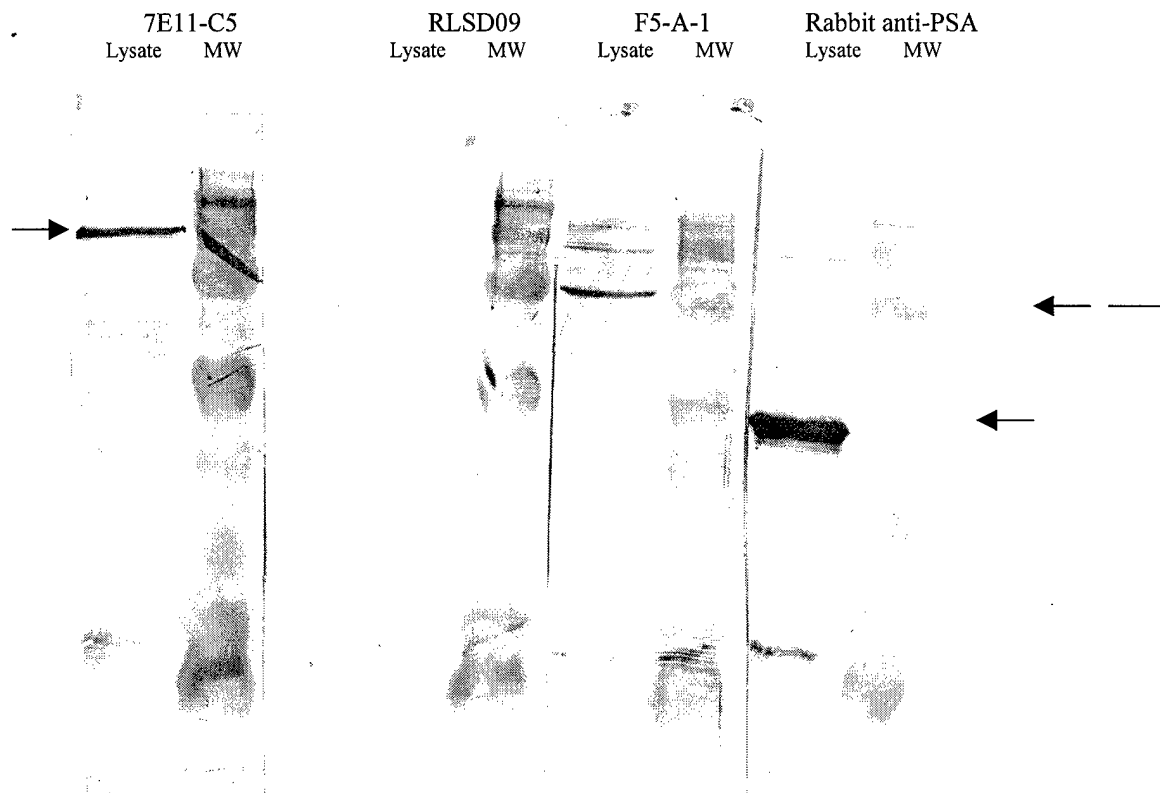 7E11-C5 RLSD09 F5-A-1 Rabbit anti-PSA
Lysate MW Lysate MW Lysate MW Lysate MW